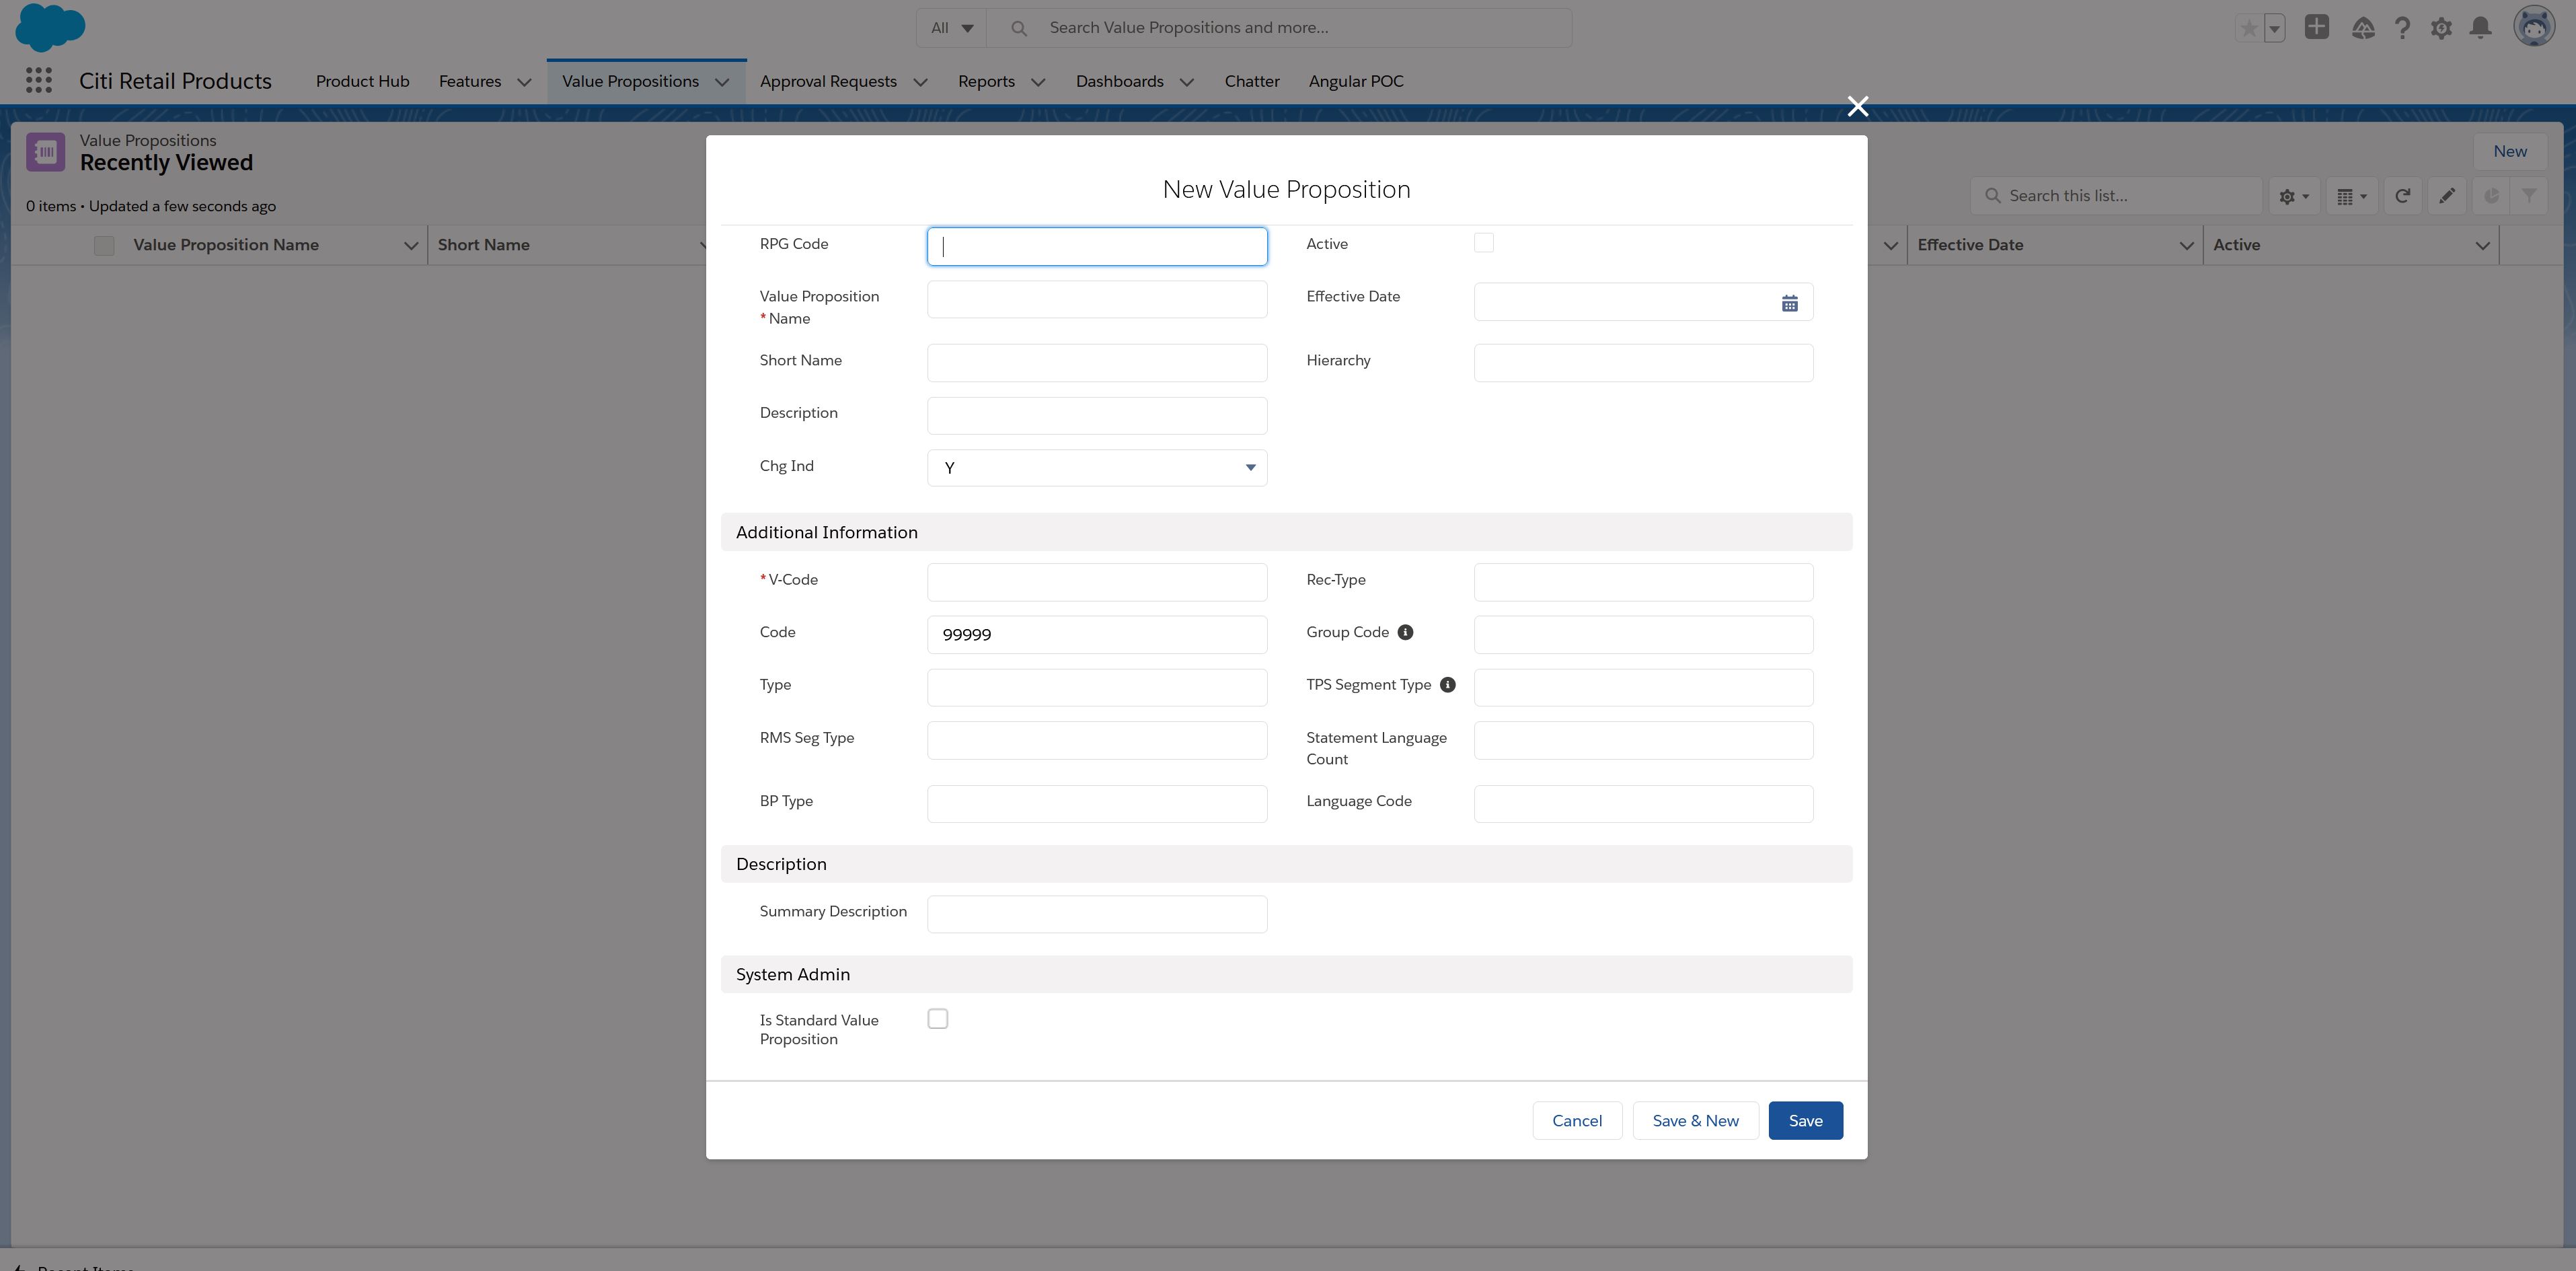 All
Search Value Propositions and more...
Citi Retail Products
Product Hub
Features
Value Propositions
Approval Requests
Reports
Dashboards
Chatter
Angular POC
Value Propositions
Recently Viewed
New
0 items • Updated a few seconds ago
Search this list...
Value Proposition Name
Short Name
Effective Date
Active
New Value Proposition
RPG Code
Active
Value Proposition
*Name
Effective Date
Short Name
Hierarchy
Description
Chg Ind
Y
Additional Information
*V-Code
Rec-Type
Code
99999
Group Code
Type
TPS Segment Type
RMS Seg Type
Statement Language
Count
BP Type
Language Code
Description
Summary Description
System Admin
Is Standard Value
Proposition
Cancel
Save & New
Save
Recent Items